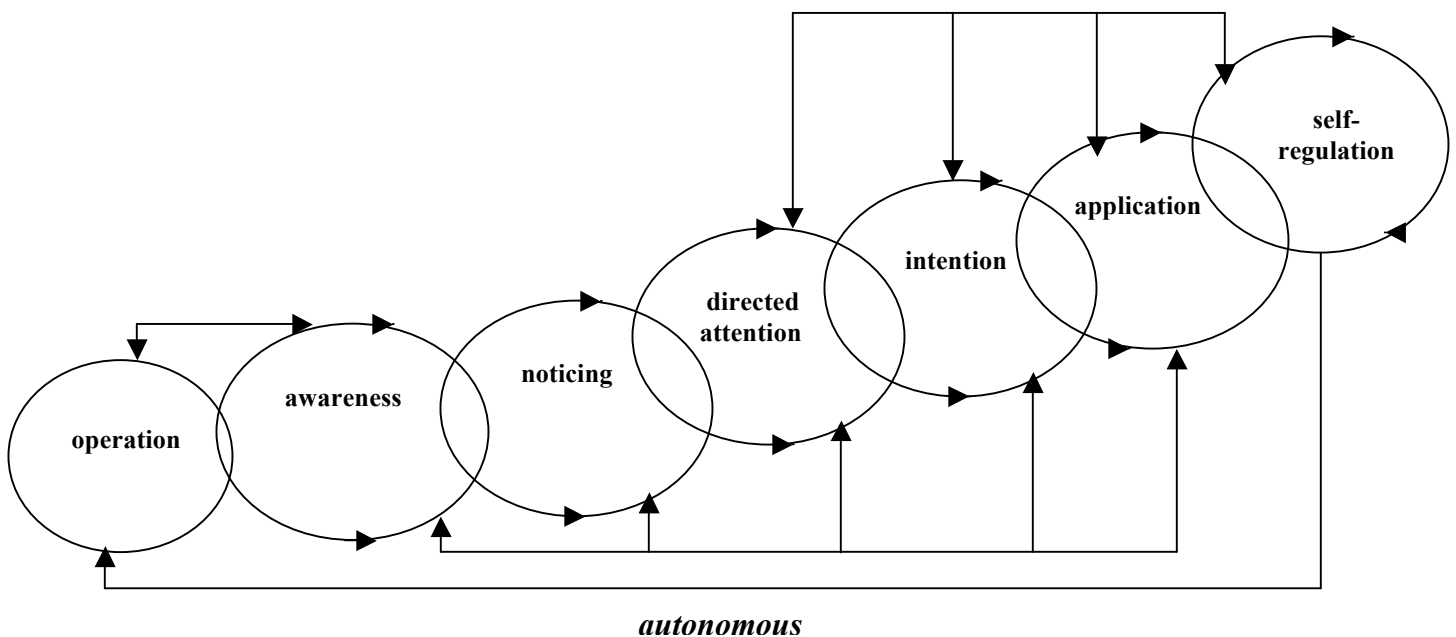 operation
awareness
noticing
directed
attention
intention
application
self-
regulation
autonomous